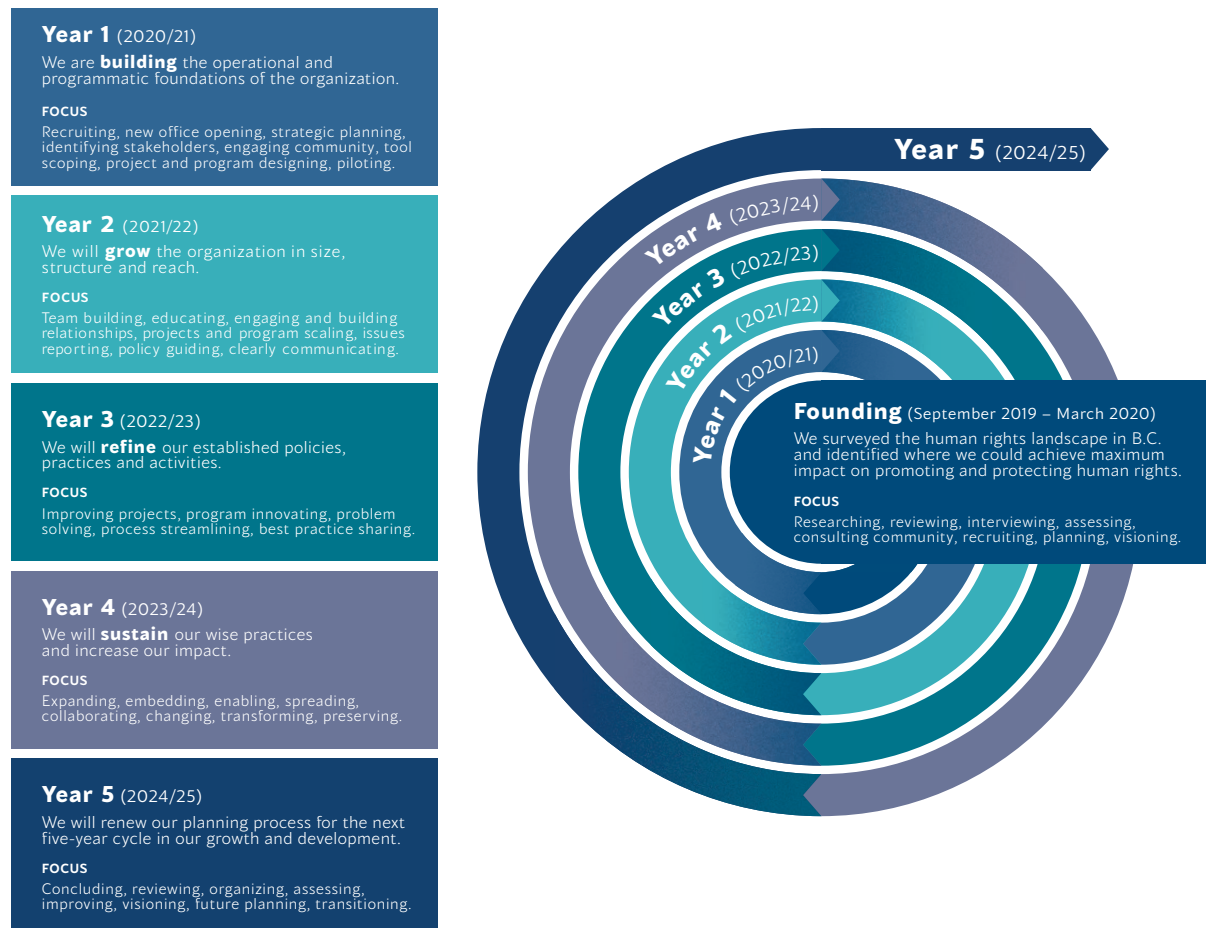 Year 1 (2020/21)
We are building the operational and
programmatic foundations of the organization.
FOCUS
Recruiting, new office opening, strategic planning,
identifying stakeholders, engaging community, tool
scoping, project and program designing, piloting.
Year 2 (2021/22)
We will grow the organization in size,
structure and reach.
FOCUS
Team building, educating, engaging and building
relationships, projects and program scaling, issues
reporting, policy guiding, clearly communicating.
Year 3 (2022/23)
We will refine our established policies,
practices and activities.
FOCUS
Improving projects, program innovating, problem
solving, process streamlining, best practice sharing.
Year 4 (2023/24)
We will sustain our wise practices
and increase our impact.
FOCUS
Expanding, embedding, enabling, spreading,
collaborating, changing, transforming, preserving.
Year 5 (2024/25)
We will renew our planning process for the next
five-year cycle in our growth and development.
FOCUS
Concluding, reviewing, organizing, assessing,
improving, visioning, future planning, transitioning.
Year 5 (2024/25)
Year 4 (2023/24)
Year 3 (2022/23)
Year 2 (2021/22)
Year 1 (2020/21)
Founding (September 2019 – March 2020)
We surveyed the human rights landscape in B.C.
and identified where we could achieve maximum
impact on promoting and protecting human rights.
FOCUS
Researching, reviewing, interviewing, assessing,
consulting community, recruiting, planning, visioning.